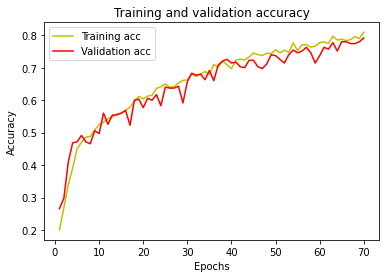 Training and validation accuracy
Training acc
Validation acc
0.8
0.7
0.6
0.5
0.4
0.3
0.2
Accuracy
0 10 20 30 40 50 60 70
Epochs